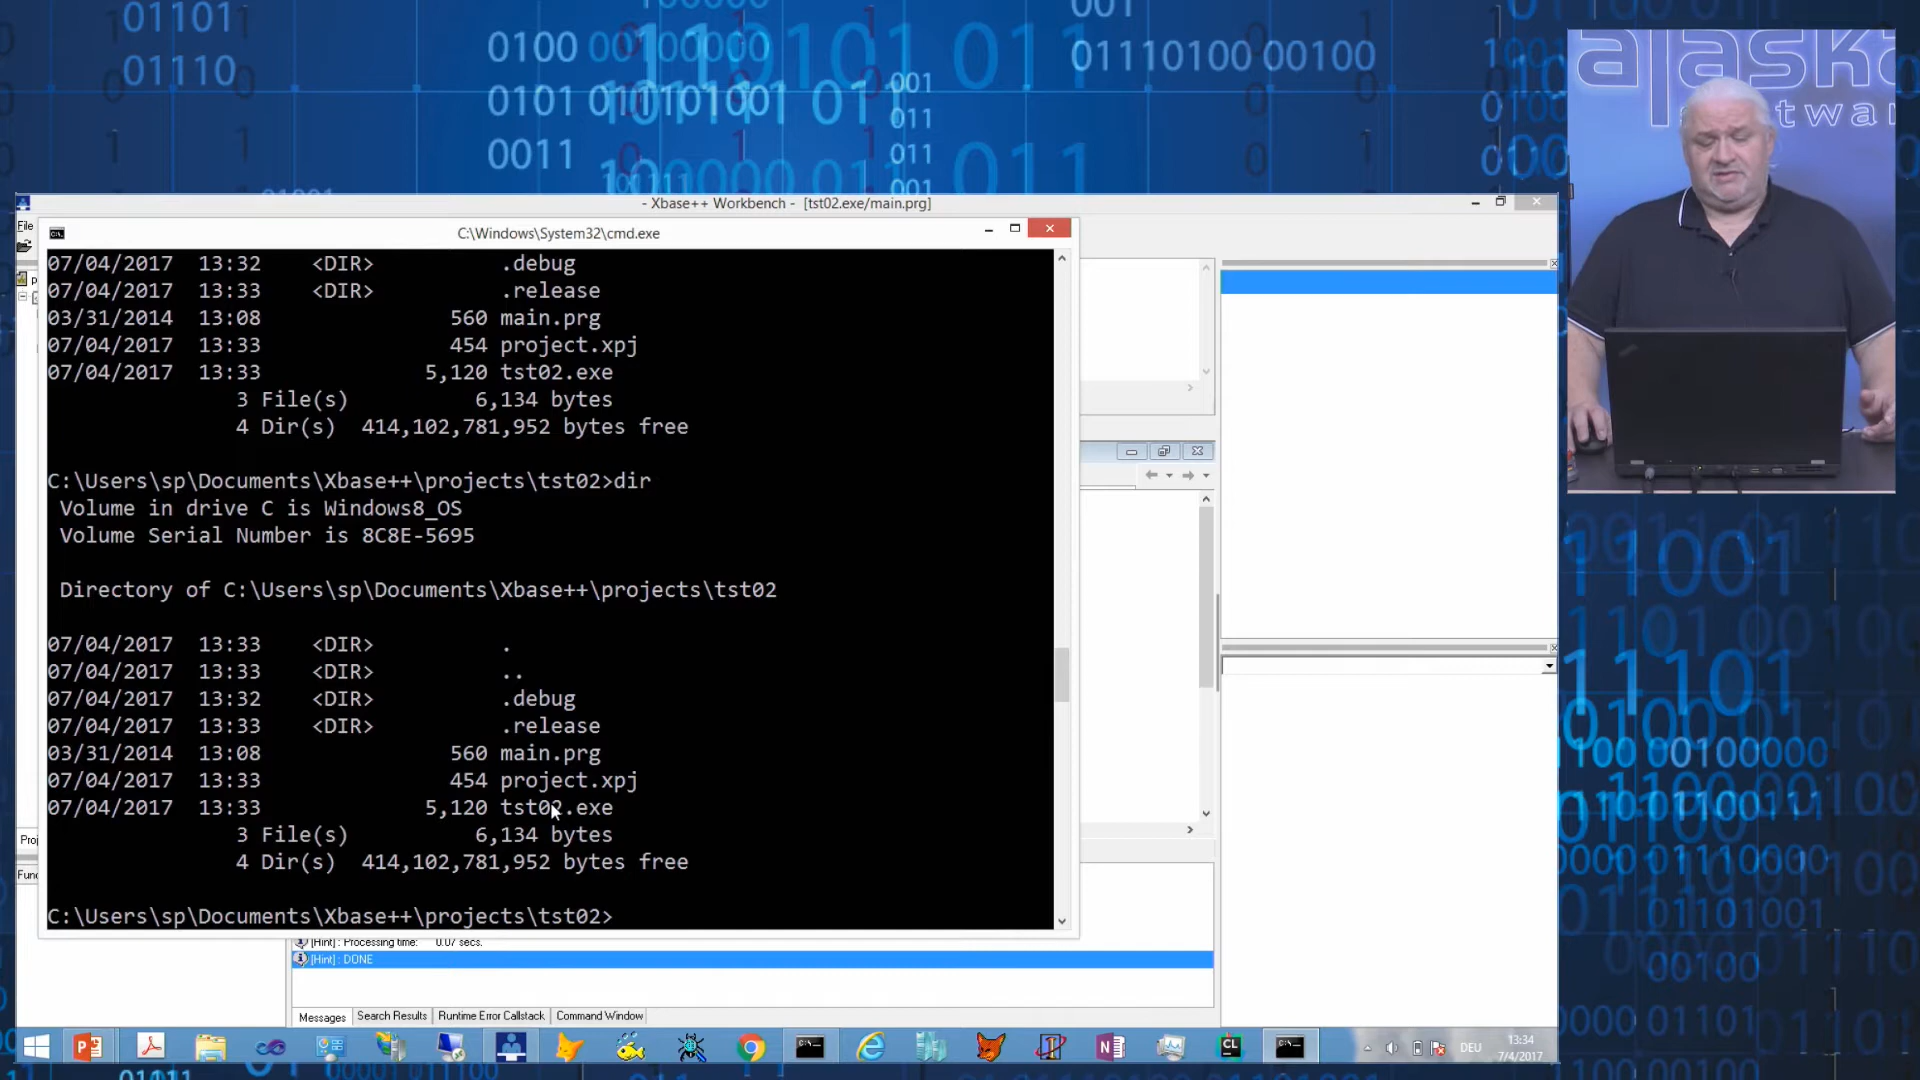 - Xbase++ Workbench - [tst02.exe/main.prg]
File
C:\Windows\System32\cmd.exe
07/04/2017 13:32 <DIR> .debug
07/04/2017 13:33 <DIR> .release
03/31/2014 13:08 560 main.prg
07/04/2017 13:33 454 project.xpj
07/04/2017 13:33 5,120 tst02.exe
3 File(s) 6,134 bytes
4 Dir(s) 414,102,781,952 bytes free
C:\Users\sp\Documents\Xbase++\projects\tst02>dir
Volume in drive C is Windows8_OS
Volume Serial Number is 8C8E-5695
Directory of C:\Users\sp\Documents\Xbase++\projects\tst02
07/04/2017 13:33 <DIR> .
07/04/2017 13:33 <DIR> ..
07/04/2017 13:32 <DIR> .debug
07/04/2017 13:33 <DIR> .release
03/31/2014 13:08 560 main.prg
07/04/2017 13:33 454 project.xpj
07/04/2017 13:33 5,120 tst02.exe
3 File(s) 6,134 bytes
4 Dir(s) 414,102,781,952 bytes free
C:\Users\sp\Documents\Xbase++\projects\tst02>
[Hint] : Processing time: 0.07 secs.
[Hint] : DONE
Messages Search Results Runtime Error Callstack Command Window
DEU
13:34
7/4/2017